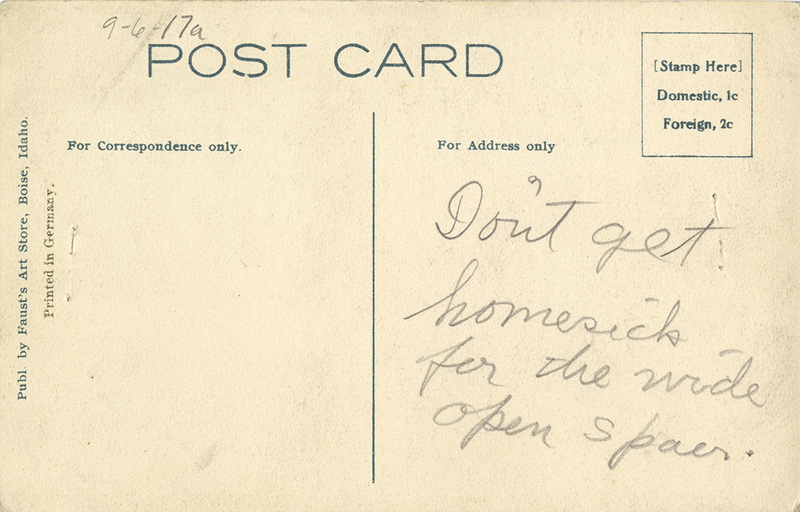 9-6-17a
POST CARD
[Stamp Here]
Domestic, 1c
Foreign, 2c
For Correspondence only.
For Address only
Don't get
homesick
for the wide
open spaces.
Publ. by Faust's Art Store, Boise, Idaho.
Printed in Germany.